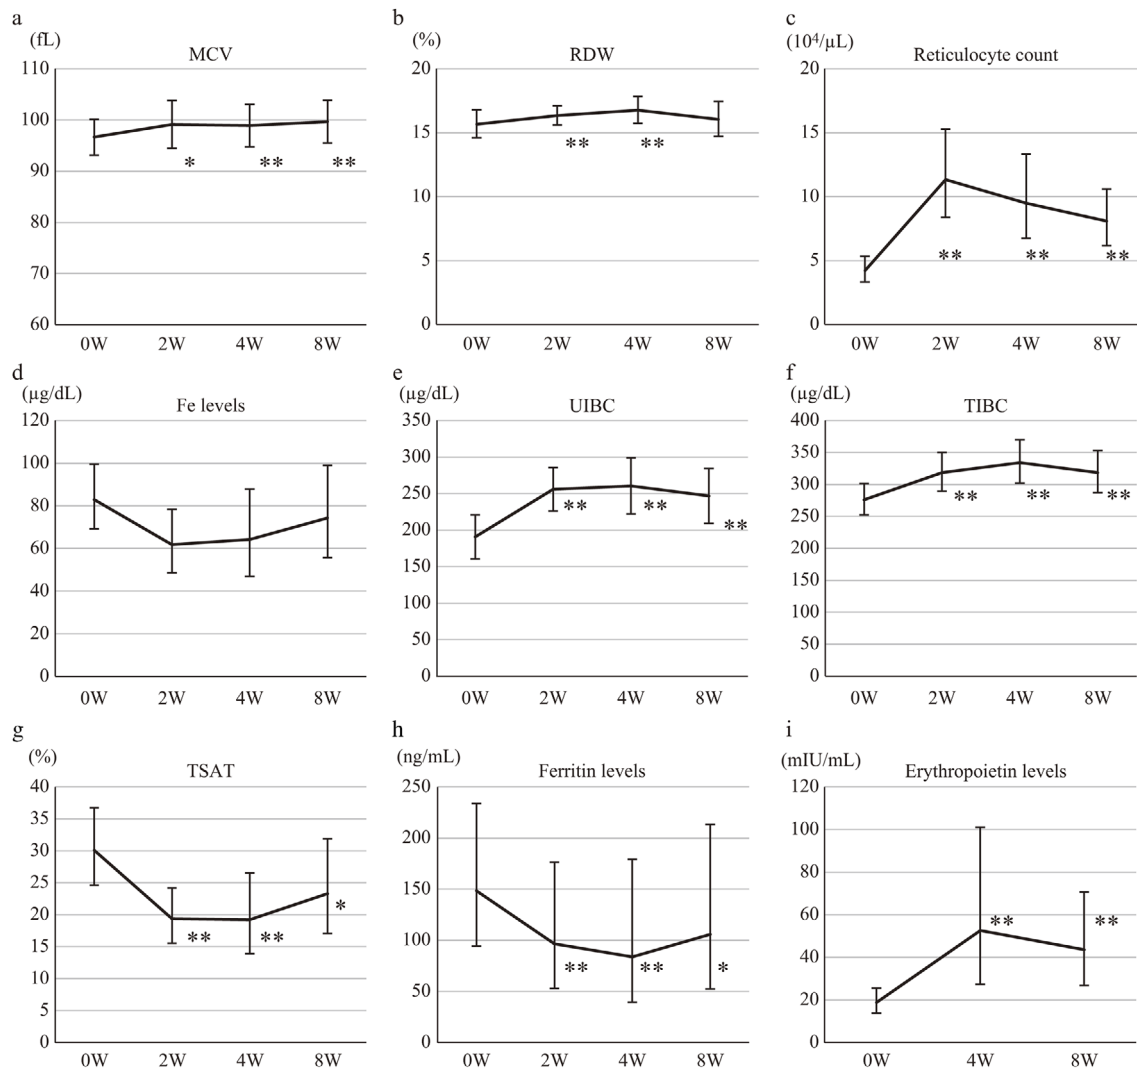 a
(fL)
MCV
110
100
90
80
70
60
* ** **
0W 2W 4W 8W
b
(%)
RDW
20
15
10
5
0
** **
0W 2W 4W 8W
c
(10⁴/µL)
Reticulocyte count
20
15
10
5
0
** ** **
0W 2W 4W 8W
d
(µg/dL)
Fe levels
120
100
80
60
40
20
0
0W 2W 4W 8W
e
(µg/dL)
UIBC
350
300
250
200
150
100
50
0
** ** **
0W 2W 4W 8W
f
(µg/dL)
TIBC
400
350
300
250
200
150
100
50
0
** ** **
0W 2W 4W 8W
g
(%)
TSAT
40
35
30
25
20
15
10
5
0
** ** *
0W 2W 4W 8W
h
(ng/mL)
Ferritin levels
250
200
150
100
50
0
** ** *
0W 2W 4W 8W
i
(mIU/mL)
Erythropoietin levels
120
100
80
60
40
20
0
** **
0W 4W 8W